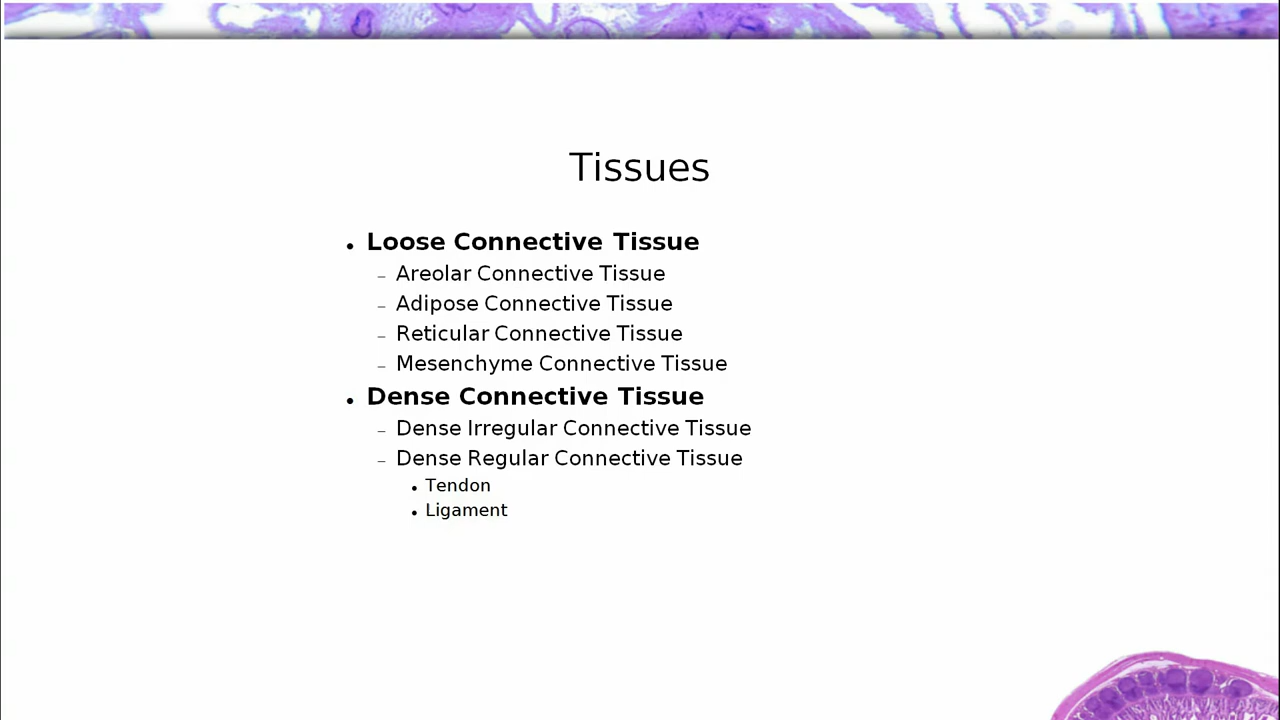 Tissues
• Loose Connective Tissue
– Areolar Connective Tissue
– Adipose Connective Tissue
– Reticular Connective Tissue
– Mesenchyme Connective Tissue
• Dense Connective Tissue
– Dense Irregular Connective Tissue
– Dense Regular Connective Tissue
• Tendon
• Ligament